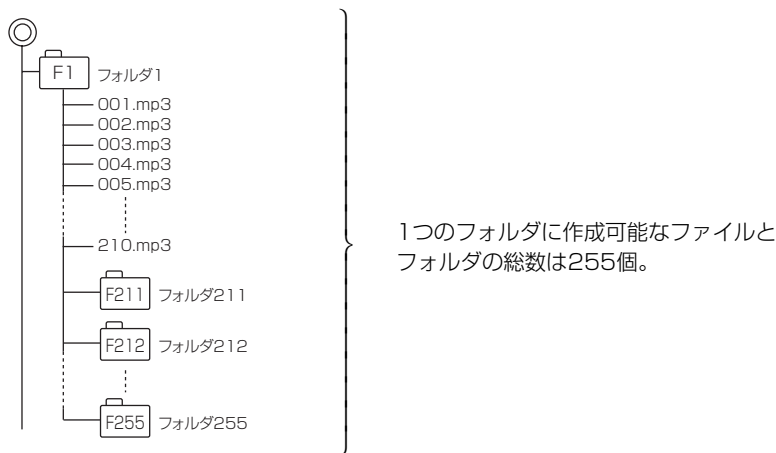 F1 フォルダ1
001.mp3
002.mp3
003.mp3
004.mp3
005.mp3
210.mp3
F211 フォルダ211
F212 フォルダ212
F255 フォルダ255
1つのフォルダに作成可能なファイルと
フォルダの総数は255個。